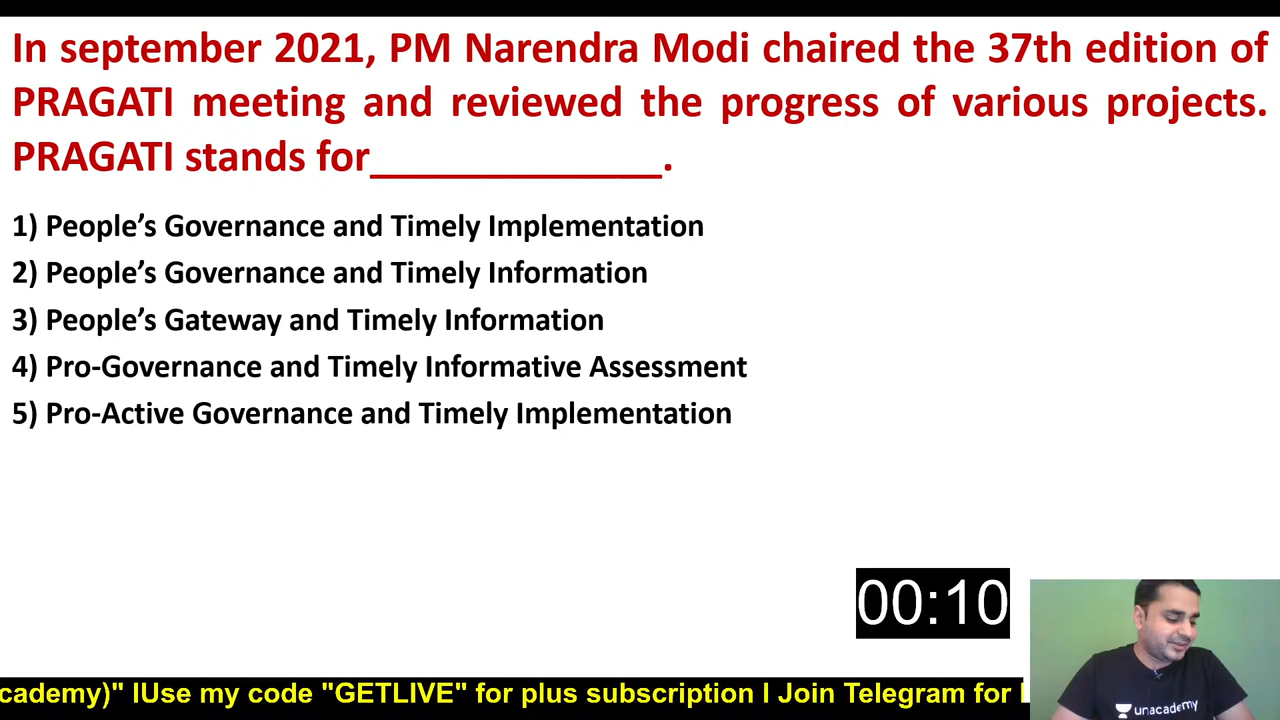 In september 2021, PM Narendra Modi chaired the 37th edition of
PRAGATI meeting and reviewed the progress of various projects.
PRAGATI stands for______________.
1) People’s Governance and Timely Implementation
2) People’s Governance and Timely Information
3) People’s Gateway and Timely Information
4) Pro-Governance and Timely Informative Assessment
5) Pro-Active Governance and Timely Implementation
00:10
cademy)" IUse my code "GETLIVE" for plus subscription I Join Telegram for
unacademy